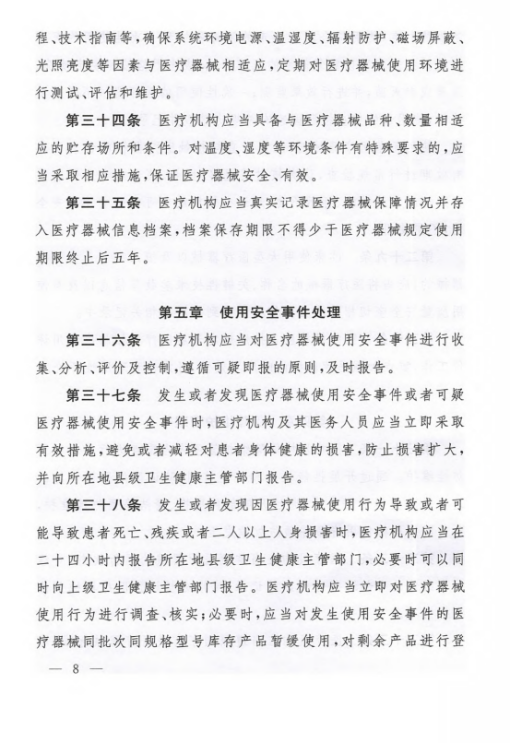 程、技术指南等,确保系统环境电源、温湿度、辐射防护、磁场屏蔽、
光照亮度等因素与医疗器械相适应,定期对医疗器械使用环境进
行测试、评估和维护。
第三十四条 医疗机构应当具备与医疗器械品种、数量相适
应的贮存场所和条件。对温度、湿度等环境条件有特殊要求的,应
当采取相应措施,保证医疗器械安全、有效。
第三十五条 医疗机构应当真实记录医疗器械保障情况并存
入医疗器械信息档案,档案保存期限不得少于医疗器械规定使用
期限终止后五年。
第五章 使用安全事件处理
第三十六条 医疗机构应当对医疗器械使用安全事件进行收
集、分析、评价及控制,遵循可疑即报的原则,及时报告。
第三十七条 发生或者发现医疗器械使用安全事件或者可疑
医疗器械使用安全事件时,医疗机构及其医务人员应当立即采取
有效措施,避免或者减轻对患者身体健康的损害,防止损害扩大,
并向所在地县级卫生健康主管部门报告。
第三十八条 发生或者发现因医疗器械使用行为导致或者可
能导致患者死亡、残疾或者二人以上人身损害时,医疗机构应当在
二十四小时内报告所在地县级卫生健康主管部门,必要时可以同
时向上级卫生健康主管部门报告。医疗机构应当立即对医疗器械
使用行为进行调查、核实;必要时,应当对发生使用安全事件的医
疗器械同批次同规格型号库存产品暂缓使用,对剩余产品进行登
— 8 —